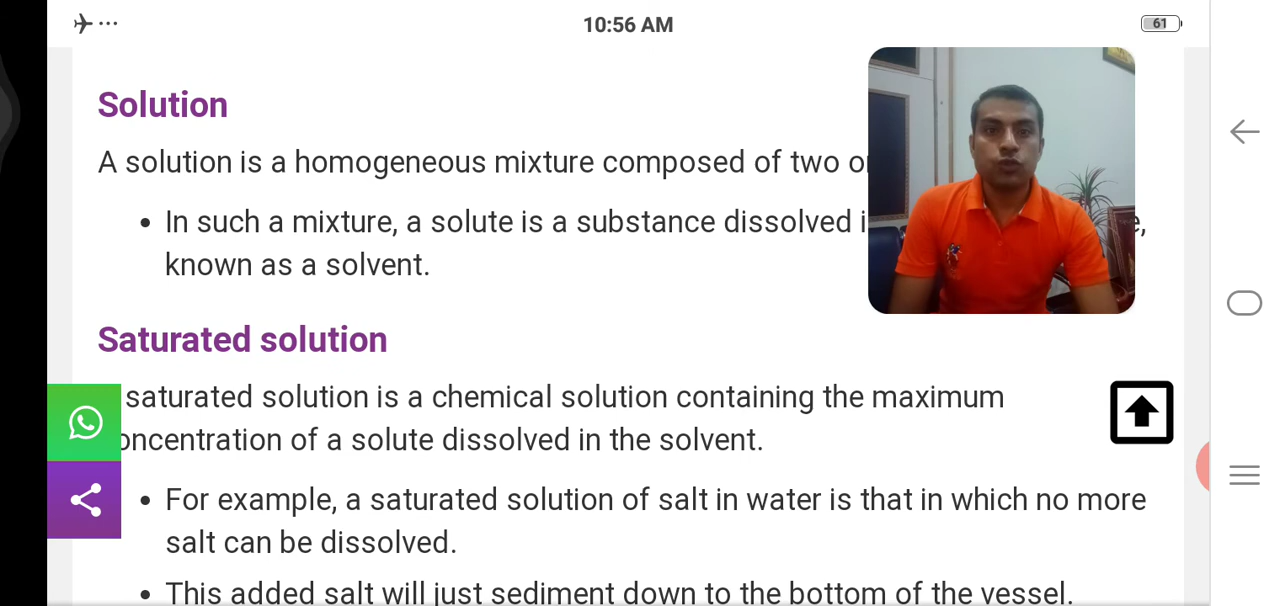 10:56 AM
61
Solution
A solution is a homogeneous mixture composed of two
In such a mixture, a solute is a substance dissolved
known as a solvent.
Saturated solution
saturated solution is a chemical solution containing the maximum
of a solute dissolved in the solvent.
• For example, a saturated solution of salt in water is that in which no more
salt can be dissolved.
• This added salt will just sediment down to the bottom of the vessel.